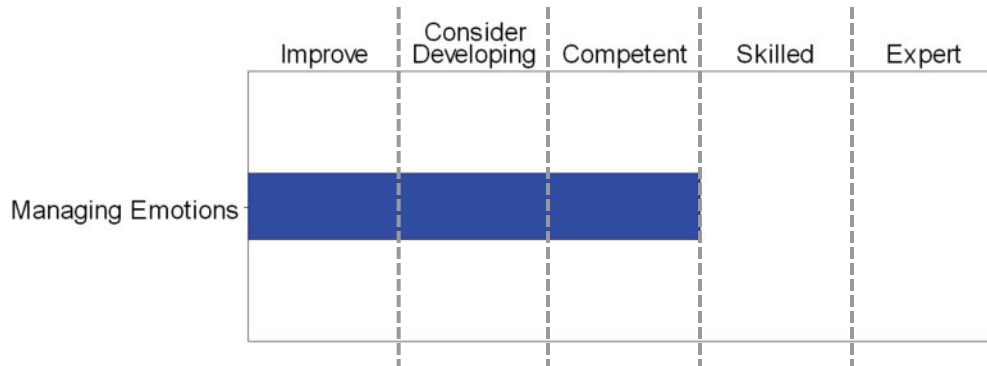 Improve
Consider
Developing
Competent
Skilled
Expert
Managing Emotions